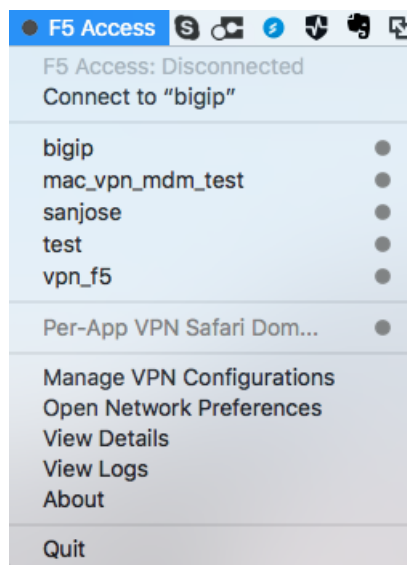 F5 Access
F5 Access: Disconnected
Connect to “bigip”
bigip
mac_vpn_mdm_test
sanjose
test
vpn_f5
Per-App VPN Safari Dom...
Manage VPN Configurations
Open Network Preferences
View Details
View Logs
About
Quit